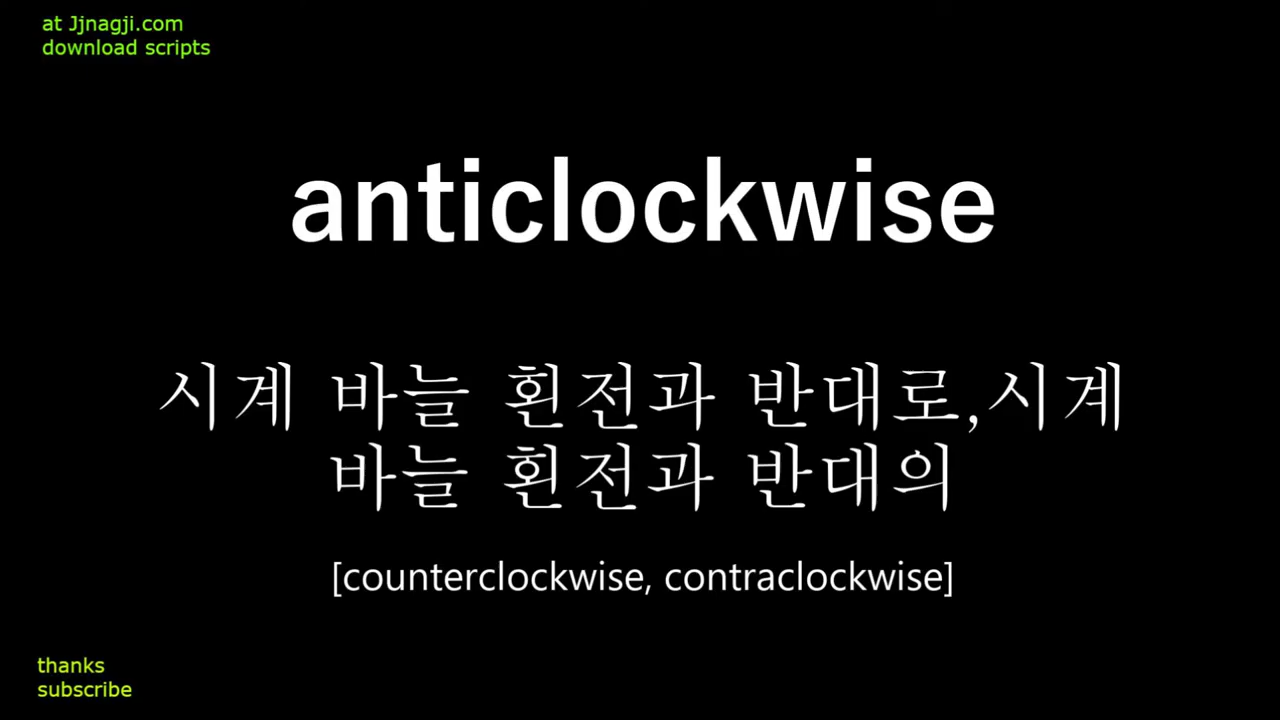 at Jjnagji.com
download scripts
anticlockwise
시계 바늘 횐전과 반대로,시계
바늘 횐전과 반대의
[counterclockwise, contraclockwise]
thanks
subscribe